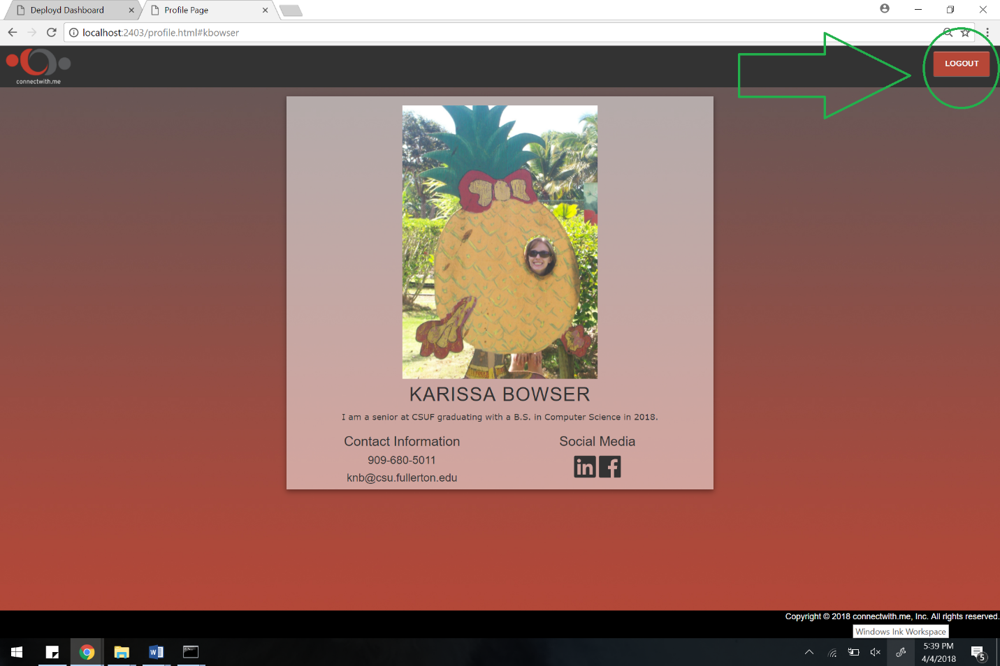 Deployd Dashboard
Profile Page
localhost:2403/profile.html#kbowser
connectwith.me
LOGOUT
KARISSA BOWSER
I am a senior at CSUF graduating with a B.S. in Computer Science in 2018.
Contact Information
909-680-5011
knb@csu.fullerton.edu
Social Media
in f
Copyright © 2018 connectwith.me, Inc. All rights reserved.
Windows Ink Workspace
5:39 PM
4/4/2018
5